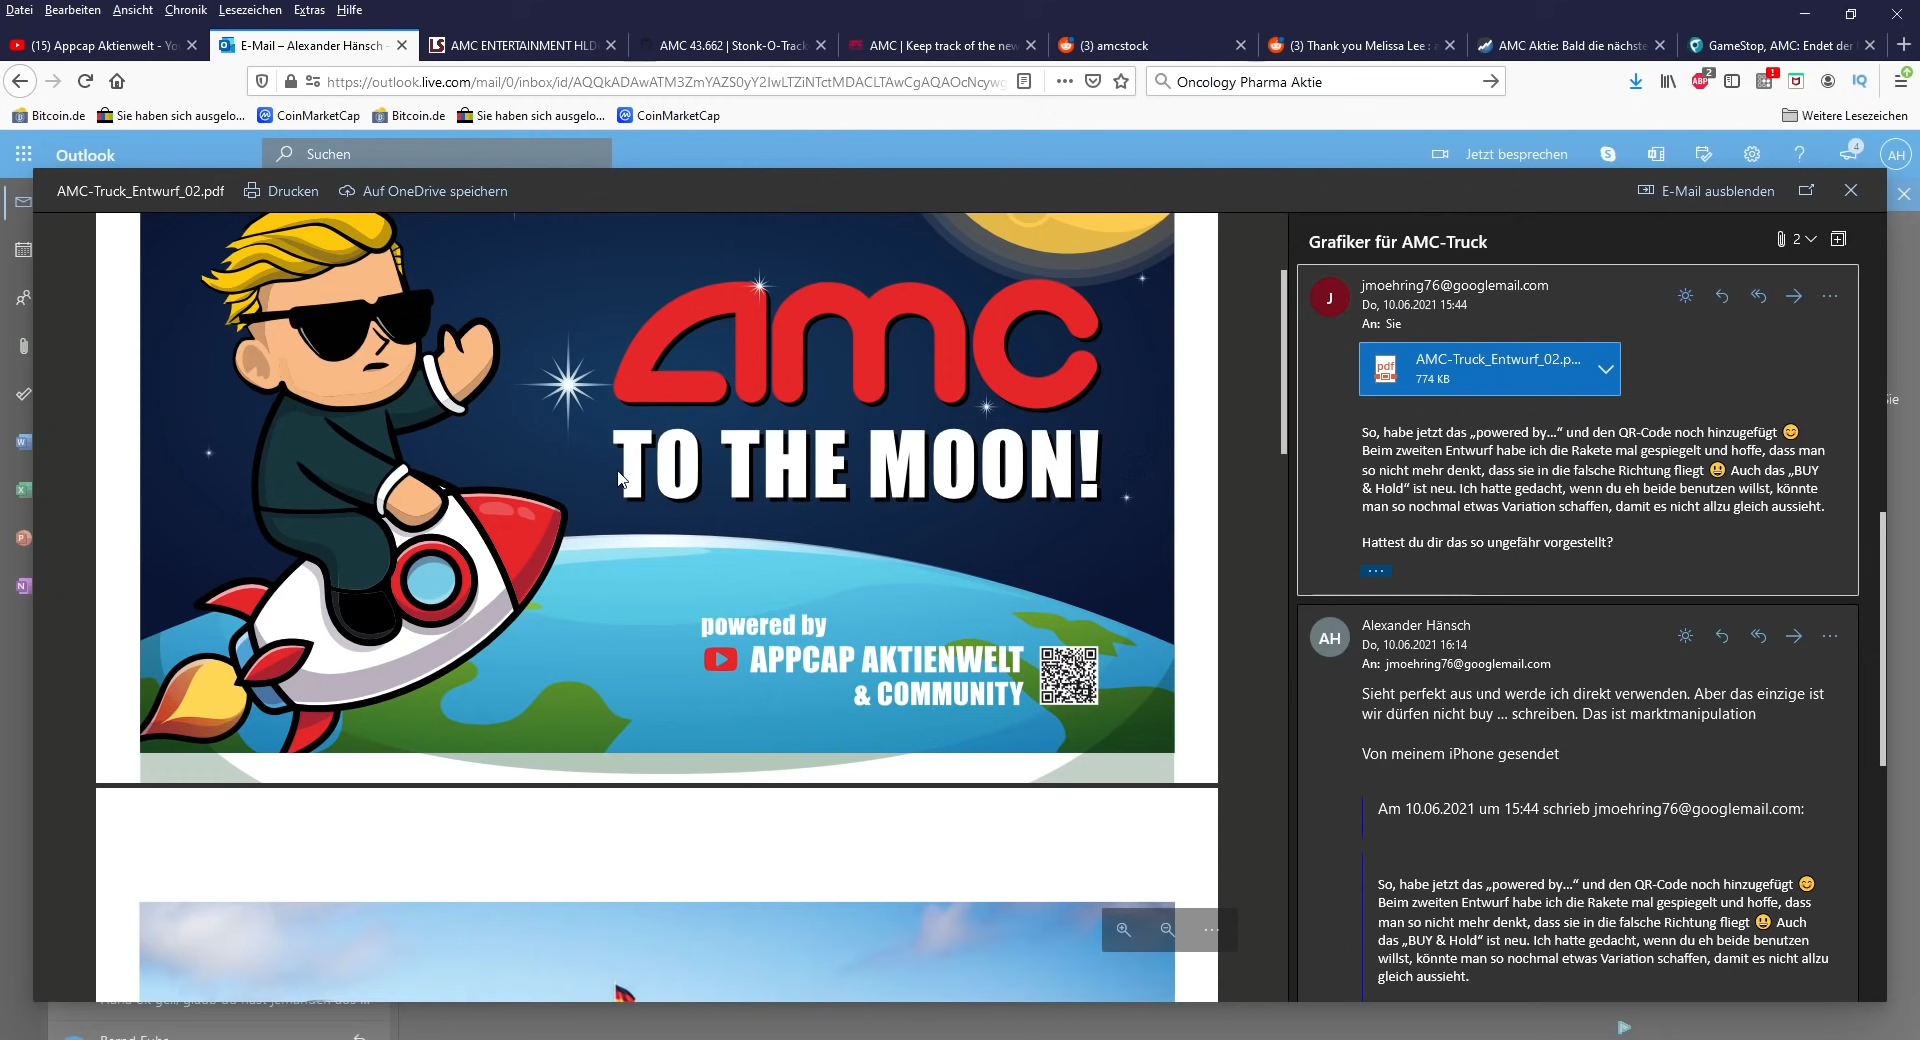 Datei Bearbeiten Ansicht Chronik Lesezeichen Extras Hilfe
(15) Appcap Aktienwelt - Yo
E-Mail – Alexander Hänsch -
AMC ENTERTAINMENT HLD
AMC 43.662 | Stonk-O-Track
AMC | Keep track of the new
(3) amcstock
(3) Thank you Melissa Lee :
AMC Aktie: Bald die nächste
GameStop, AMC: Endet der
https://outlook.live.com/mail/0/inbox/id/AQQkADAwATM3ZmYAZS0yY2IwLTZiNTctMDACLTAwCgAQAOcNcywg
Oncology Pharma Aktie
ABP
2
!
IQ
Bitcoin.de
Sie haben sich ausgelo...
CoinMarketCap
Bitcoin.de
Sie haben sich ausgelo...
CoinMarketCap
Weitere Lesezeichen
Outlook
Suchen
Jetzt besprechen
4
AH
AMC-Truck_Entwurf_02.pdf
Drucken
Auf OneDrive speichern
E-Mail ausblenden
amc
TO THE MOON!
powered by
APPCAP AKTIENWELT
& COMMUNITY
Grafiker für AMC-Truck
2
J
jmoehring76@googlemail.com
Do, 10.06.2021 15:44
An: Sie
pdf
AMC-Truck_Entwurf_02.p...
774 KB
So, habe jetzt das „powered by...“ und den QR-Code noch hinzugefügt 😊
Beim zweiten Entwurf habe ich die Rakete mal gespiegelt und hoffe, dass man
so nicht mehr denkt, dass sie in die falsche Richtung fliegt 😃 Auch das „BUY
& Hold“ ist neu. Ich hatte gedacht, wenn du eh beide benutzen willst, könnte
man so nochmal etwas Variation schaffen, damit es nicht allzu gleich aussieht.
Hattest du dir das so ungefähr vorgestellt?
...
AH
Alexander Hänsch
Do, 10.06.2021 16:14
An: jmoehring76@googlemail.com
Sieht perfekt aus und werde ich direkt verwenden. Aber das einzige ist
wir dürfen nicht buy ... schreiben. Das ist marktmanipulation
Von meinem iPhone gesendet
Am 10.06.2021 um 15:44 schrieb jmoehring76@googlemail.com:
So, habe jetzt das „powered by...“ und den QR-Code noch hinzugefügt 😊
Beim zweiten Entwurf habe ich die Rakete mal gespiegelt und hoffe, dass
man so nicht mehr denkt, dass sie in die falsche Richtung fliegt 😃 Auch
das „BUY & Hold“ ist neu. Ich hatte gedacht, wenn du eh beide benutzen
willst, könnte man so nochmal etwas Variation schaffen, damit es nicht allzu
gleich aussieht.